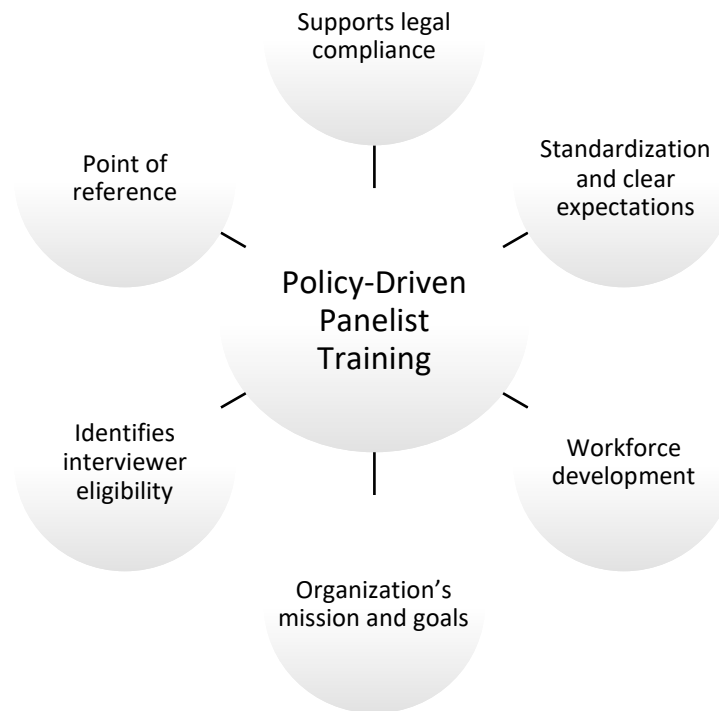 Supports legal
compliance
Point of
reference
Standardization
and clear
expectations
Policy-Driven
Panelist
Training
Identifies
interviewer
eligibility
Workforce
development
Organization’s
mission and goals